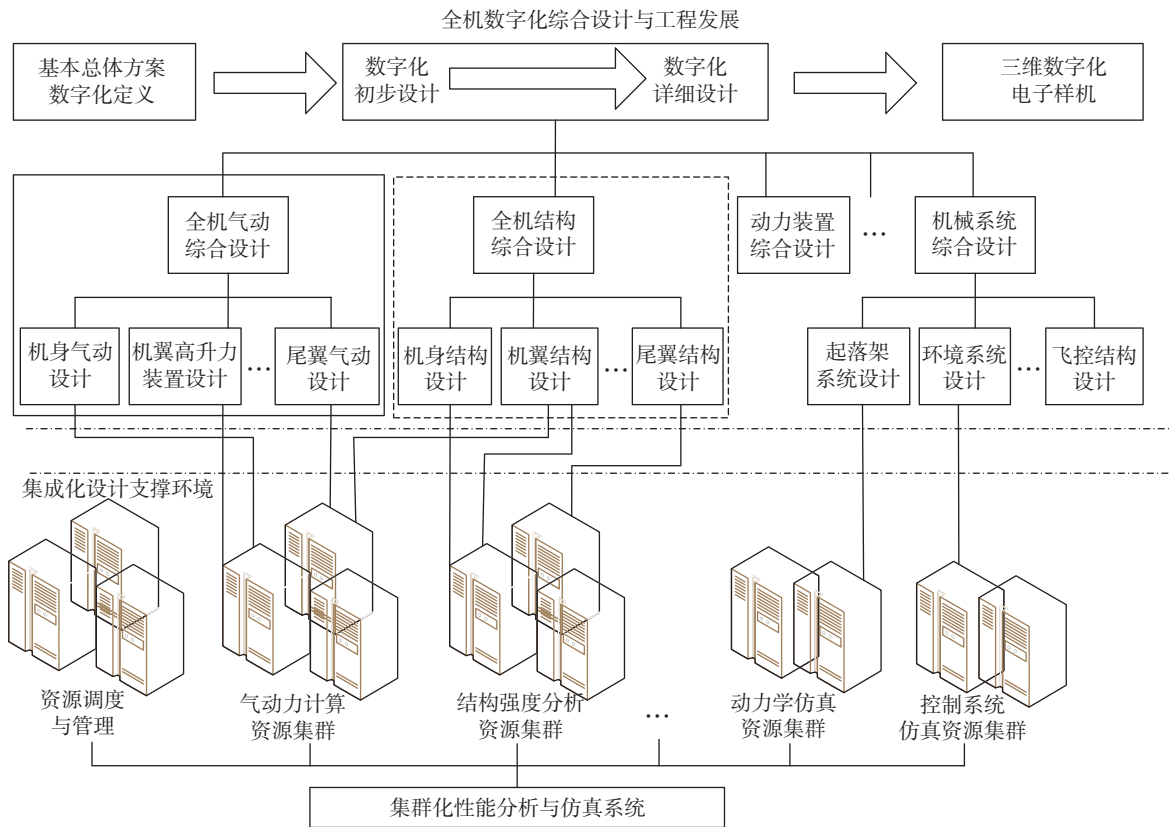 全机数字化综合设计与工程发展
基本总体方案
数字化定义
数字化
初步设计
数字化
详细设计
三维数字化
电子样机
全机气动
综合设计
全机结构
综合设计
动力装置
综合设计
…
机械系统
综合设计
机身气动
设计
机翼高升力
装置设计
…
尾翼气动
设计
机身结构
设计
机翼结构
设计
…
尾翼结构
设计
起落架
系统设计
环境系统
设计
…
飞控结构
设计
集成化设计支撑环境
资源调度
与管理
气动力计算
资源集群
结构强度分析
资源集群
…
动力学仿真
资源集群
控制系统
仿真资源集群
集群化性能分析与仿真系统